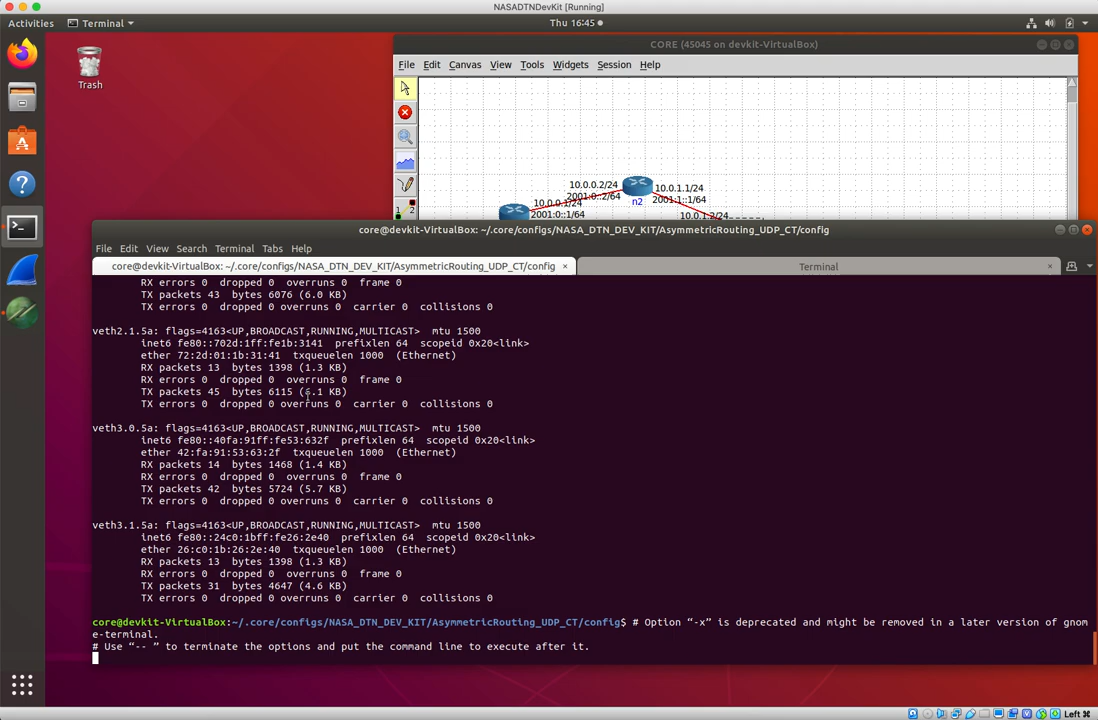 NASADTNDevKit [Running]
Activities
Terminal
Thu 16:45
Trash
CORE (45045 on devkit-VirtualBox)
File Edit Canvas View Tools Widgets Session Help
10.0.0.2/24
10.0.1.1/24
2001:0::2/64
n2
2001:1::1/64
10.0.0.1/24
2001:0::1/64
10.0.1.2/24
1 2
core@devkit-VirtualBox: ~/.core/configs/NASA_DTN_DEV_KIT/AsymmetricRouting_UDP_CT/config
File Edit View Search Terminal Tabs Help
core@devkit-VirtualBox: ~/.core/configs/NASA_DTN_DEV_KIT/AsymmetricRouting_UDP_CT/config ×
Terminal ×
RX errors 0 dropped 0 overruns 0 frame 0
TX packets 43 bytes 6076 (6.0 KB)
TX errors 0 dropped 0 overruns 0 carrier 0 collisions 0
veth2.1.5a: flags=4163<UP,BROADCAST,RUNNING,MULTICAST> mtu 1500
inet6 fe80::702d:1ff:fe1b:3141 prefixlen 64 scopeid 0x20<link>
ether 72:2d:01:1b:31:41 txqueuelen 1000 (Ethernet)
RX packets 13 bytes 1398 (1.3 KB)
RX errors 0 dropped 0 overruns 0 frame 0
TX packets 45 bytes 6115 (6.1 KB)
TX errors 0 dropped 0 overruns 0 carrier 0 collisions 0
veth3.0.5a: flags=4163<UP,BROADCAST,RUNNING,MULTICAST> mtu 1500
inet6 fe80::40fa:91ff:fe53:632f prefixlen 64 scopeid 0x20<link>
ether 42:fa:91:53:63:2f txqueuelen 1000 (Ethernet)
RX packets 14 bytes 1468 (1.4 KB)
RX errors 0 dropped 0 overruns 0 frame 0
TX packets 42 bytes 5724 (5.7 KB)
TX errors 0 dropped 0 overruns 0 carrier 0 collisions 0
veth3.1.5a: flags=4163<UP,BROADCAST,RUNNING,MULTICAST> mtu 1500
inet6 fe80::24c0:1bff:fe26:2e40 prefixlen 64 scopeid 0x20<link>
ether 26:c0:1b:26:2e:40 txqueuelen 1000 (Ethernet)
RX packets 13 bytes 1398 (1.3 KB)
RX errors 0 dropped 0 overruns 0 frame 0
TX packets 31 bytes 4647 (4.6 KB)
TX errors 0 dropped 0 overruns 0 carrier 0 collisions 0
core@devkit-VirtualBox:~/.core/configs/NASA_DTN_DEV_KIT/AsymmetricRouting_UDP_CT/config$ # Option “-x” is deprecated and might be removed in a later version of gnom
e-terminal.
# Use “-- ” to terminate the options and put the command line to execute after it.
Left ⌘